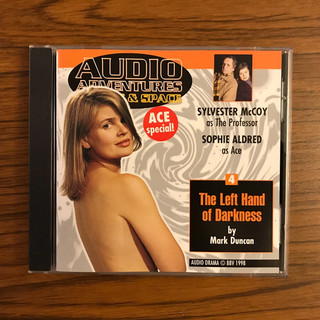 AUDIO
ADVENTURES
& SPACE
ACE
special!
SYLVESTER McCOY
as The Professor
SOPHIE ALDRED
as Ace
4
The Left Hand
of Darkness
by
Mark Duncan
AUDIO DRAMA © BBV 1998